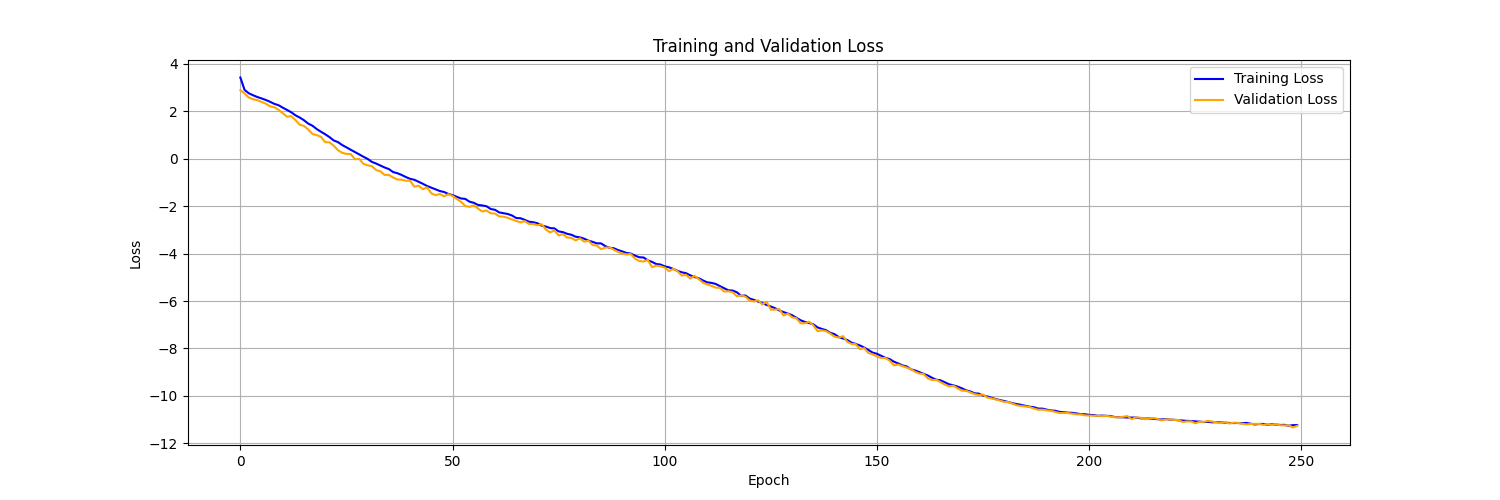 Training and Validation Loss
Training Loss
Validation Loss
4
2
0
−2
−4
−6
−8
−10
−12
Loss
0 50 100 150 200 250
Epoch